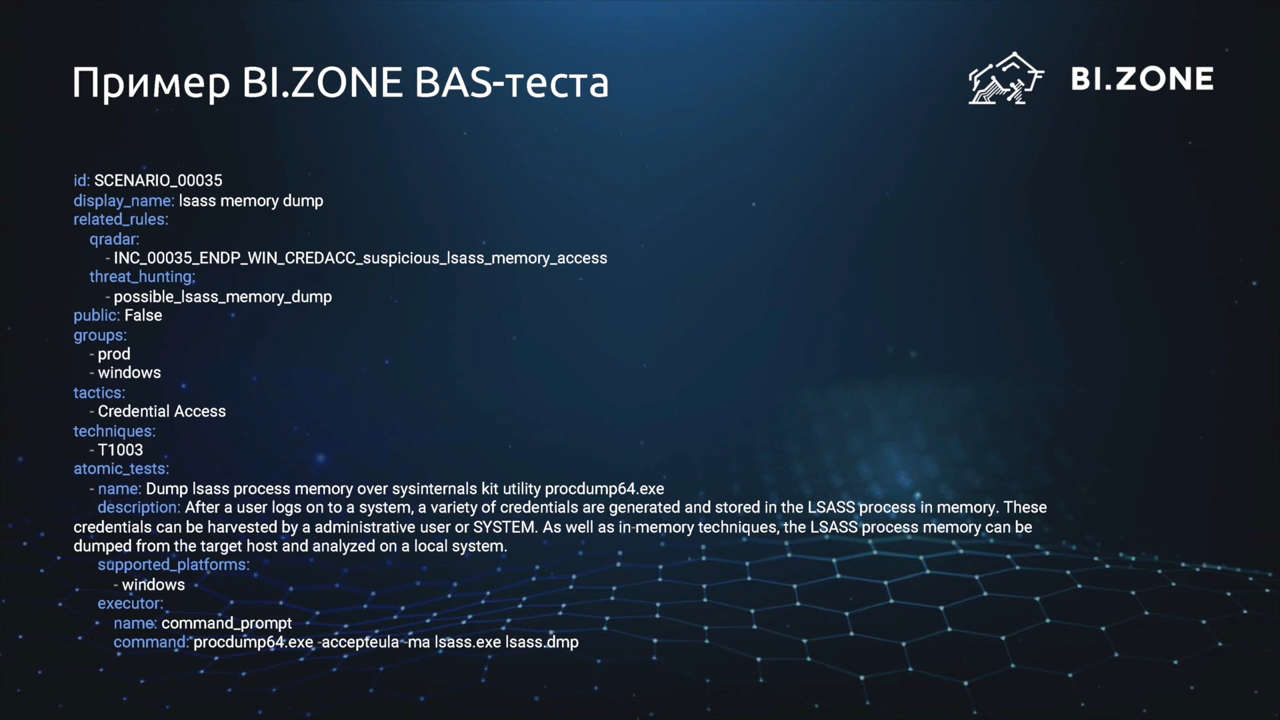 Пример BI.ZONE BAS-теста
BI.ZONE
id: SCENARIO_00035
display_name: lsass memory dump
related_rules:
qradar:
- INC_00035_ENDP_WIN_CREDACC_suspicious_lsass_memory_access
threat_hunting:
- possible_lsass_memory_dump
public: False
groups:
- prod
- windows
tactics:
- Credential Access
techniques:
- T1003
atomic_tests:
- name: Dump lsass process memory over sysinternals kit utility procdump64.exe
description: After a user logs on to a system, a variety of credentials are generated and stored in the LSASS process in memory. These
credentials can be harvested by a administrative user or SYSTEM. As well as in-memory techniques, the LSASS process memory can be
dumped from the target host and analyzed on a local system.
supported_platforms:
- windows
executor:
name: command_prompt
command: procdump64.exe -accepteula -ma lsass.exe lsass.dmp